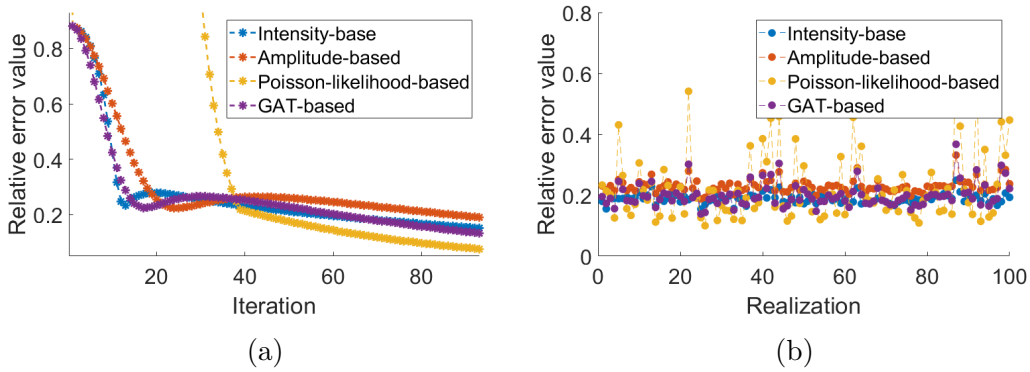 Relative error value
0.8
0.6
0.4
0.2
20
40
60
80
Iteration
Intensity-base
Amplitude-based
Poisson-likelihood-based
GAT-based
(a)
Relative error value
0.8
0.6
0.4
0.2
0
0
20
40
60
80
100
Realization
Intensity-base
Amplitude-based
Poisson-likelihood-based
GAT-based
(b)